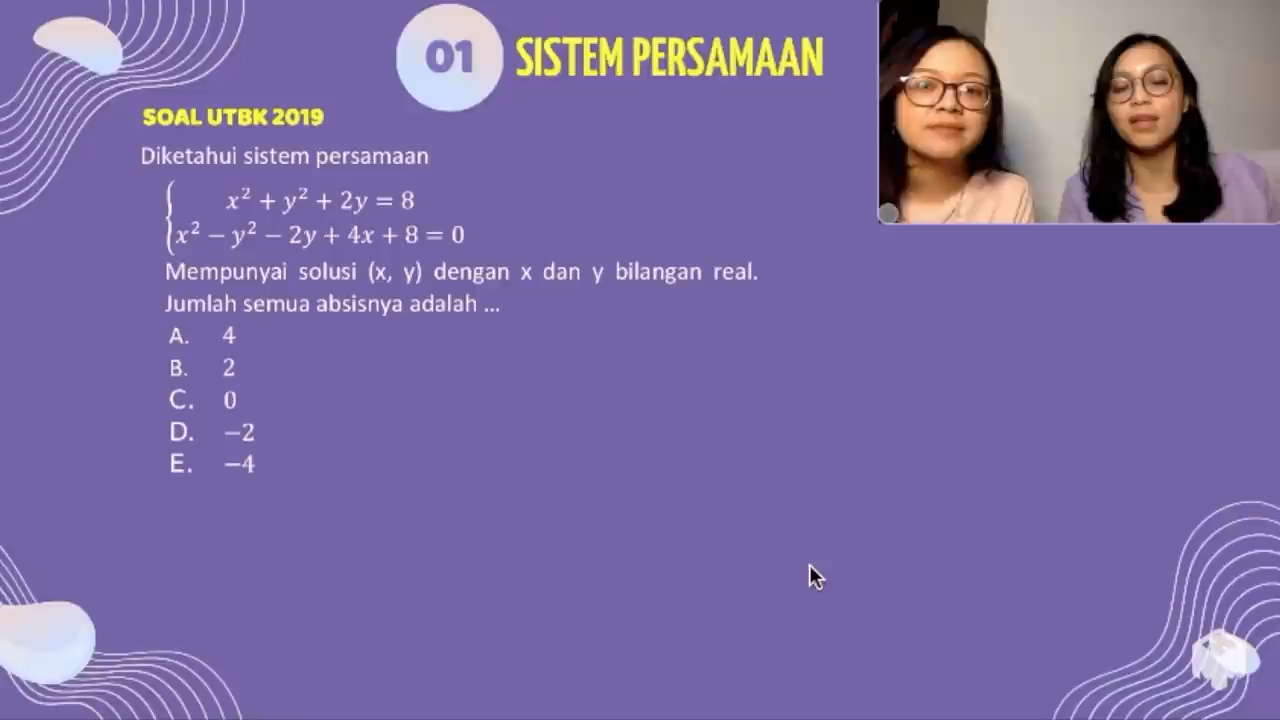 01 SISTEM PERSAMAAN
SOAL UTBK 2019
Diketahui sistem persamaan
x² + y² + 2y = 8
x² − y² − 2y + 4x + 8 = 0
Mempunyai solusi (x, y) dengan x dan y bilangan real.
Jumlah semua absisnya adalah ...
A. 4
B. 2
C. 0
D. −2
E. −4